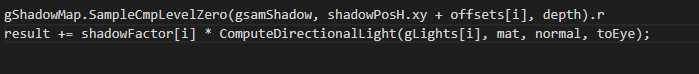 gShadowMap.SampleCmpLevelZero(gsamShadow, shadowPosH.xy + offsets[i], depth).r
result += shadowFactor[i] * ComputeDirectionalLight(gLights[i], mat, normal, toEye);